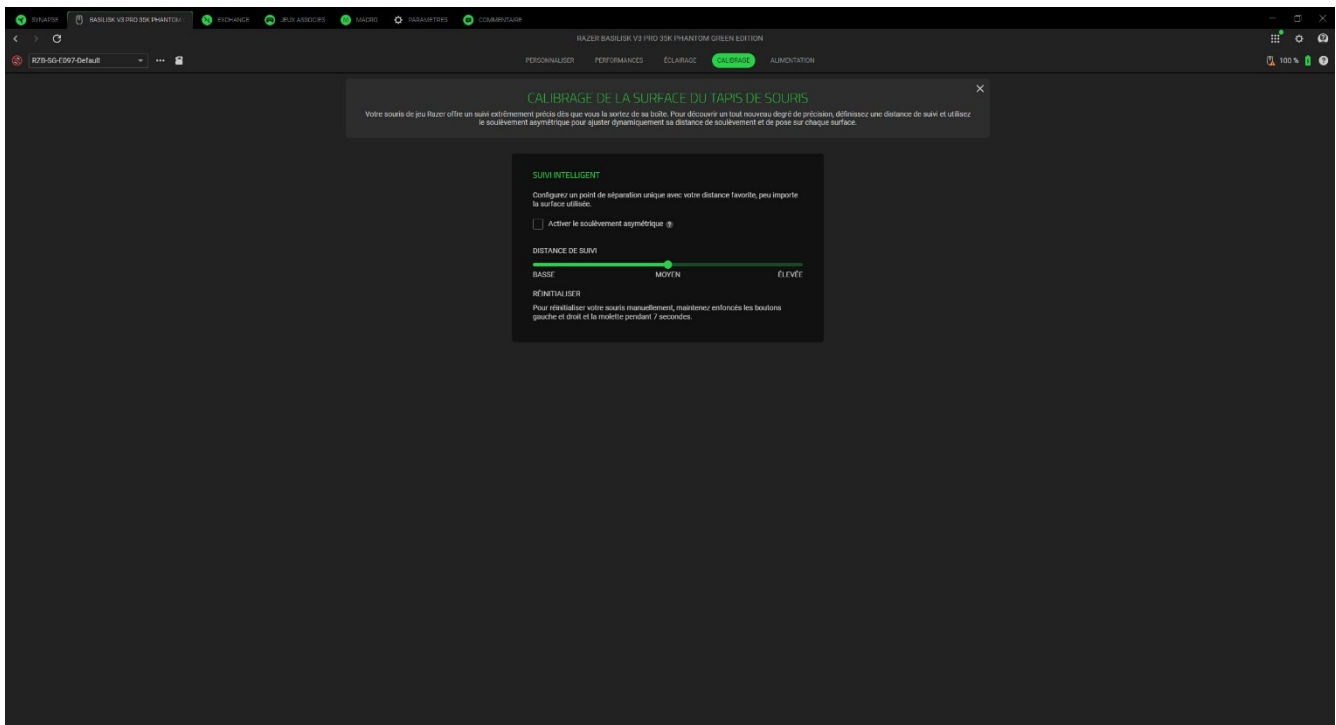 SYNAPSE
BASILISK V3 PRO 35K PHANTOM
EXCHANGE
JEUX ASSOCIÉS
MACRO
PARAMÈTRES
COMMENTAIRE
RAZER BASILISK V3 PRO 35K PHANTOM GREEN EDITION
RZB-SG-E097-Default
PERSONNALISER
PERFORMANCES
ÉCLAIRAGE
CALIBRAGE
ALIMENTATION
100 %
CALIBRAGE DE LA SURFACE DU TAPIS DE SOURIS
Votre souris de jeu Razer offre un suivi extrêmement précis dès que vous la sortez de sa boîte. Pour découvrir un tout nouveau degré de précision, définissez une distance de suivi et utilisez
le soulèvement asymétrique pour ajuster dynamiquement sa distance de soulèvement et de pose sur chaque surface.
SUIVI INTELLIGENT
Configurez un point de séparation unique avec votre distance favorite, peu importe
la surface utilisée.
Activer le soulèvement asymétrique ?
DISTANCE DE SUIVI
BASSE
MOYEN
ÉLEVÉE
RÉINITIALISER
Pour réinitialiser votre souris manuellement, maintenez enfoncés les boutons
gauche et droit et la molette pendant 7 secondes.